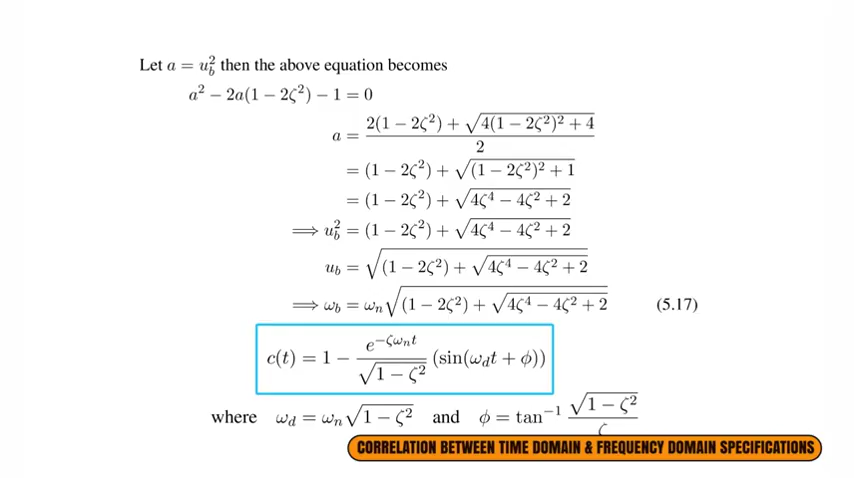 Let a = u_b^2 then the above equation becomes
a^2 − 2a(1 − 2ζ^2) − 1 = 0
a = (2(1 − 2ζ^2) + √(4(1 − 2ζ^2)^2 + 4)) / 2
= (1 − 2ζ^2) + √((1 − 2ζ^2)^2 + 1)
= (1 − 2ζ^2) + √(4ζ^4 − 4ζ^2 + 2)
⟹ u_b^2 = (1 − 2ζ^2) + √(4ζ^4 − 4ζ^2 + 2)
u_b = √((1 − 2ζ^2) + √(4ζ^4 − 4ζ^2 + 2))
⟹ ω_b = ω_n √((1 − 2ζ^2) + √(4ζ^4 − 4ζ^2 + 2)) (5.17)
c(t) = 1 − e^{−ζω_n t} / √(1 − ζ^2) (sin(ω_d t + ϕ))
where ω_d = ω_n √(1 − ζ^2) and ϕ = tan^{−1} √(1 − ζ^2) / ζ
CORRELATION BETWEEN TIME DOMAIN & FREQUENCY DOMAIN SPECIFICATIONS